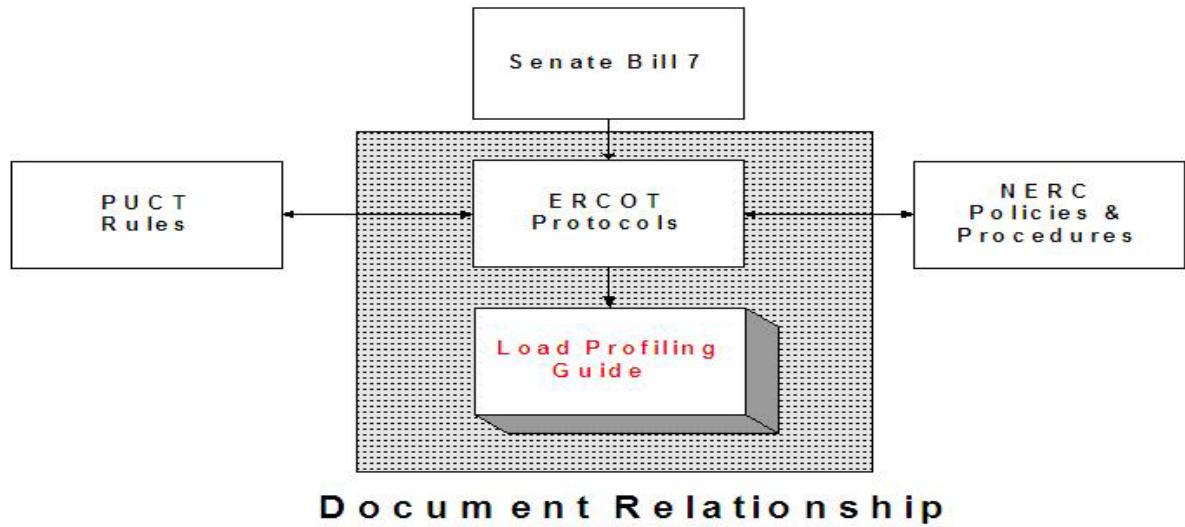 Senate Bill 7
PUCT
Rules
ERCOT
Protocols
NERC
Policies &
Procedures
Load Profiling
Guide
Document Relationship